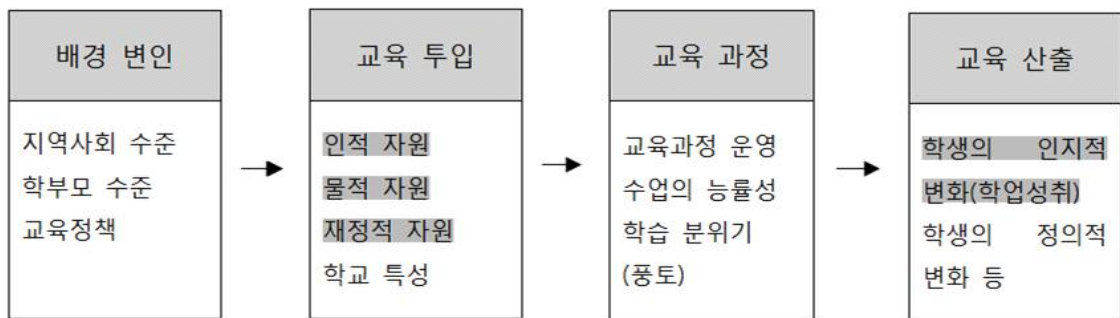 배경 변인
지역사회 수준
학부모 수준
교육정책
교육 투입
인적 자원
물적 자원
재정적 자원
학교 특성
교육 과정
교육과정 운영
수업의 능률성
학습 분위기
(풍토)
교육 산출
학생의 인지적
변화(학업성취)
학생의 정의적
변화 등